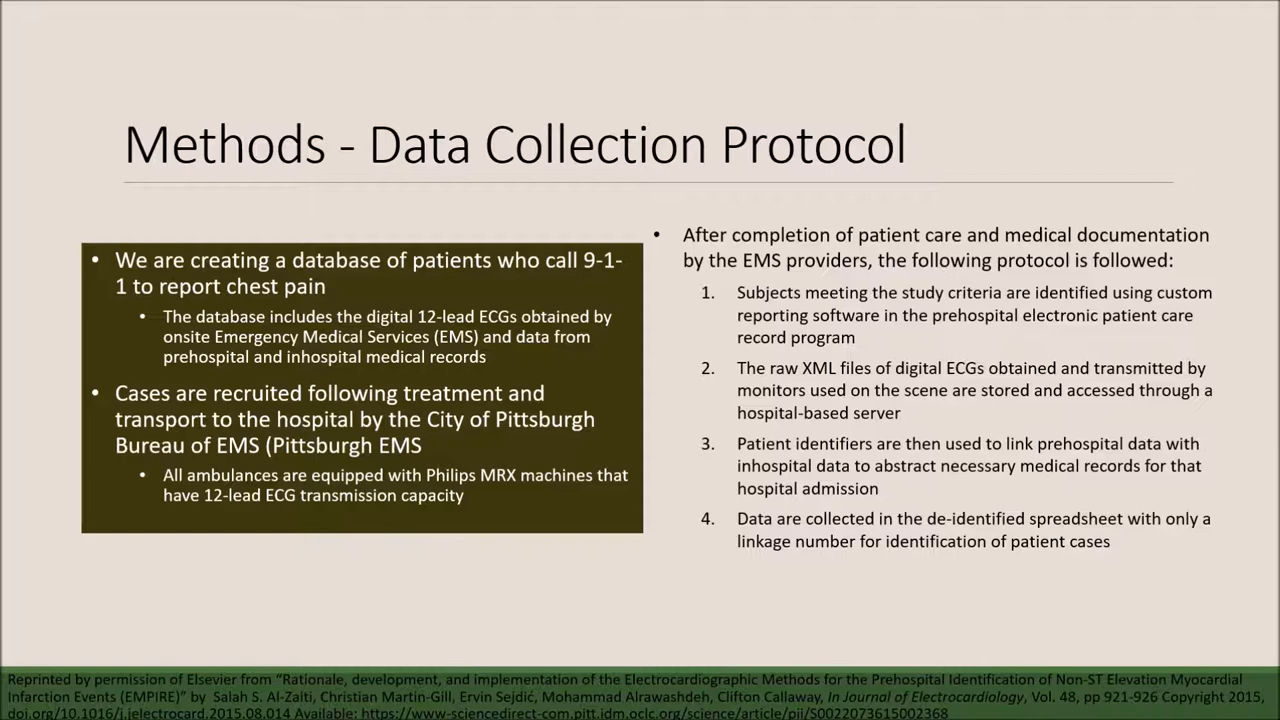 Methods - Data Collection Protocol
• We are creating a database of patients who call 9-1-
1 to report chest pain
• The database includes the digital 12-lead ECGs obtained by
onsite Emergency Medical Services (EMS) and data from
prehospital and inhospital medical records
• Cases are recruited following treatment and
transport to the hospital by the City of Pittsburgh
Bureau of EMS (Pittsburgh EMS
• All ambulances are equipped with Philips MRX machines that
have 12-lead ECG transmission capacity
• After completion of patient care and medical documentation
by the EMS providers, the following protocol is followed:
1. Subjects meeting the study criteria are identified using custom
reporting software in the prehospital electronic patient care
record program
2. The raw XML files of digital ECGs obtained and transmitted by
monitors used on the scene are stored and accessed through a
hospital-based server
3. Patient identifiers are then used to link prehospital data with
inhospital data to abstract necessary medical records for that
hospital admission
4. Data are collected in the de-identified spreadsheet with only a
linkage number for identification of patient cases
Reprinted by permission of Elsevier from “Rationale, development, and implementation of the Electrocardiographic Methods for the Prehospital Identification of Non-ST Elevation Myocardial
Infarction Events (EMPIRE)” by Salah S. Al-Zaiti, Christian Martin-Gill, Ervin Sejdić, Mohammad Alrawashdeh, Clifton Callaway, In Journal of Electrocardiology, Vol. 48, pp 921-926 Copyright 2015,
doi.org/10.1016/j.jelectrocard.2015.08.014 Available: https://www-sciencedirect-com.pitt.idm.oclc.org/science/article/pii/S0022073615002368